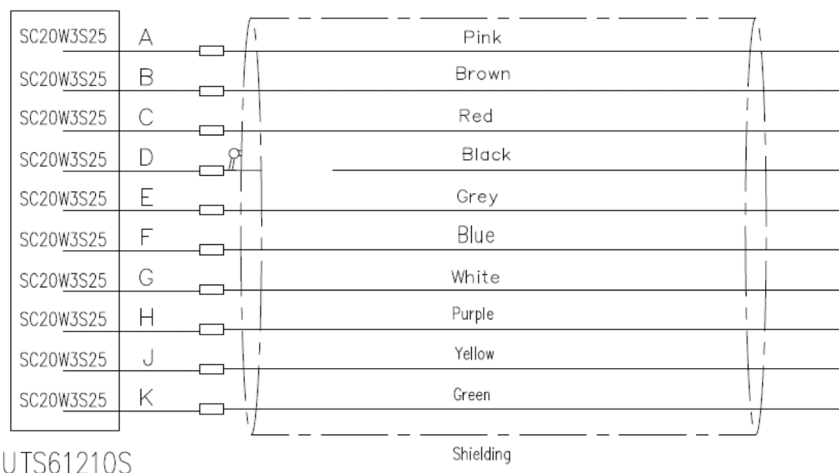 SC20W3S25 A Pink
SC20W3S25 B Brown
SC20W3S25 C Red
SC20W3S25 D Black
SC20W3S25 E Grey
SC20W3S25 F Blue
SC20W3S25 G White
SC20W3S25 H Purple
SC20W3S25 J Yellow
SC20W3S25 K Green
UTS61210S Shielding